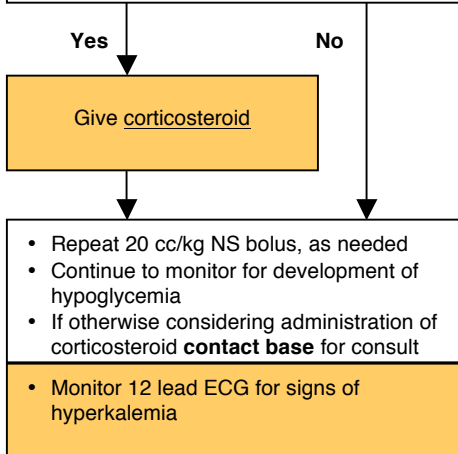 Yes
No
Give corticosteroid
• Repeat 20 cc/kg NS bolus, as needed
• Continue to monitor for development of
hypoglycemia
• If otherwise considering administration of
corticosteroid contact base for consult
• Monitor 12 lead ECG for signs of
hyperkalemia